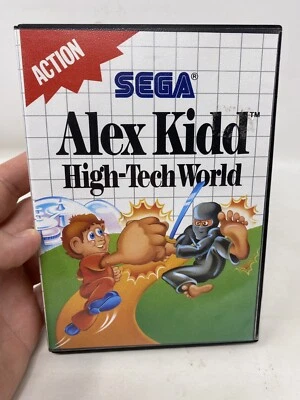 ACTION
SEGA®
Alex Kidd™
High-Tech World